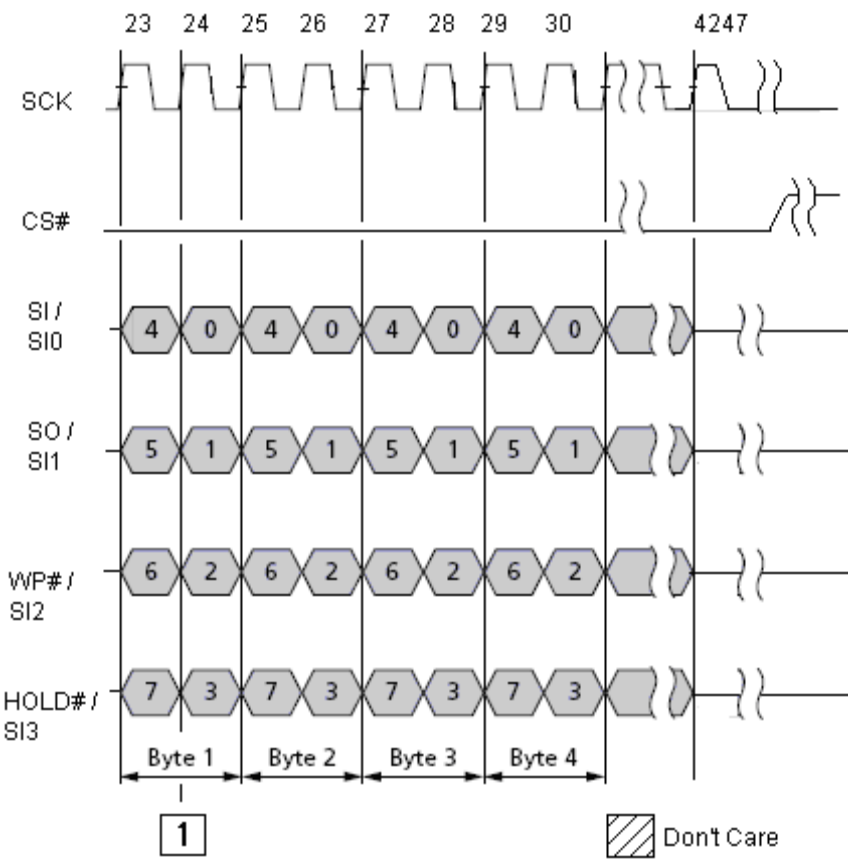 23 24 25 26 27 28 29 30 4247
SCK
CS#
SI /
SI0
4 0 4 0 4 0 4 0
SO /
SI1
5 1 5 1 5 1 5 1
WP# /
SI2
6 2 6 2 6 2 6 2
HOLD# /
SI3
7 3 7 3 7 3 7 3
Byte 1 Byte 2 Byte 3 Byte 4
1
Don't Care